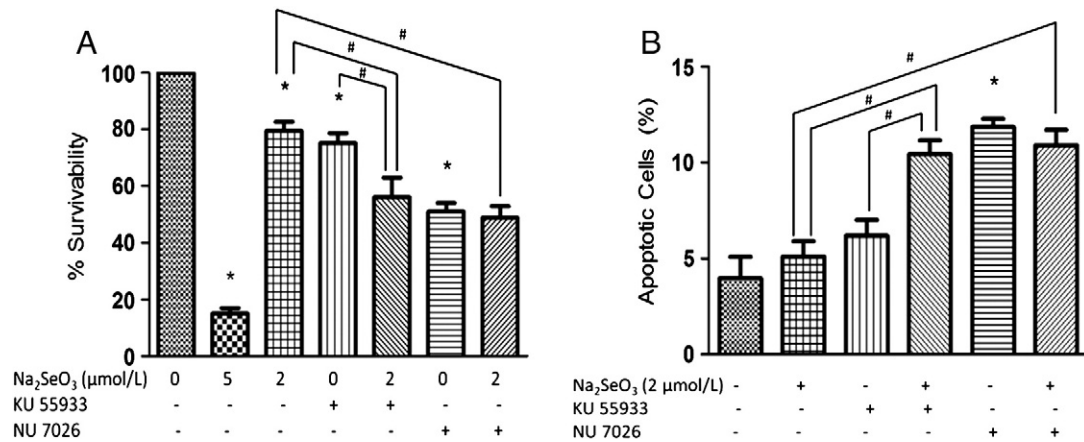 A
% Survivability
100
80
60
40
20
0
*
*
*
*
#
#
#
Na₂SeO₃ (μmol/L) 0 5 2 0 2 0 2
KU 55933 - - - + + - -
NU 7026 - - - - - + +
B
Apoptotic Cells (%)
15
10
5
0
#
#
#
*
Na₂SeO₃ (2 μmol/L) - + - + - +
KU 55933 - - + + - -
NU 7026 - - - - + +